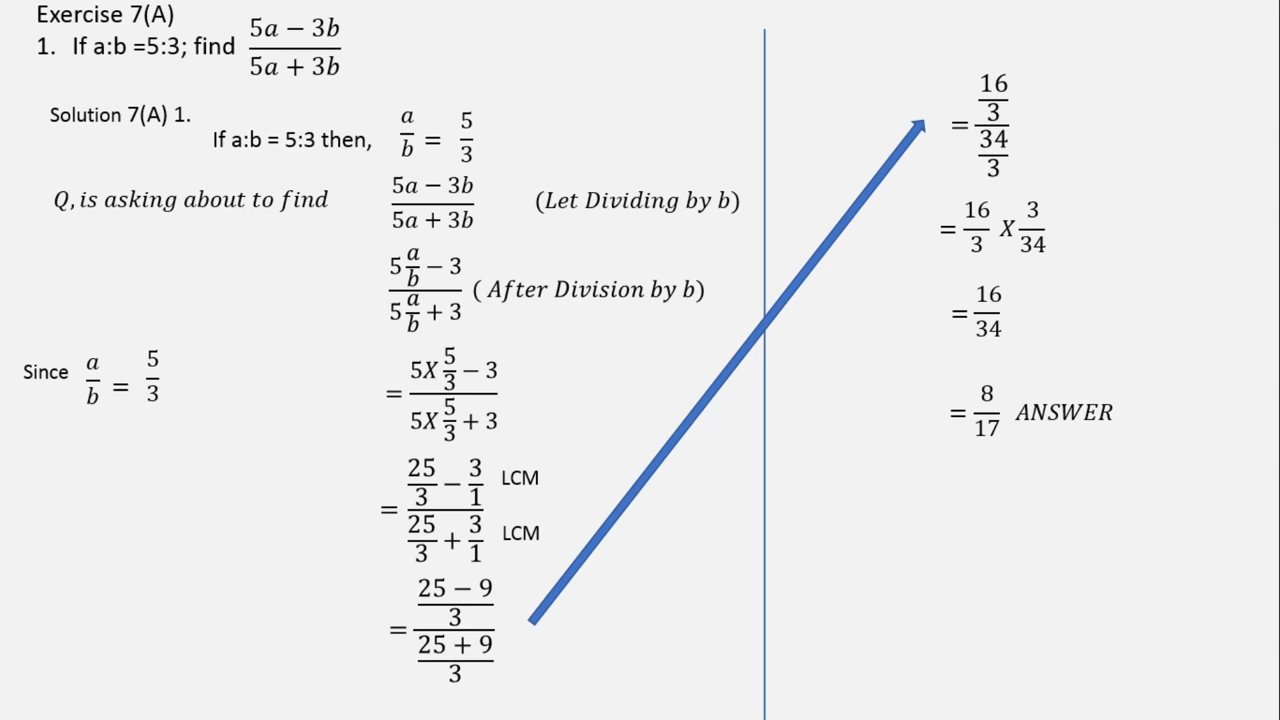 Exercise 7(A)
1. If a:b =5:3; find (5a − 3b)/(5a + 3b)
Solution 7(A) 1.
If a:b = 5:3 then, a/b = 5/3
Q, is asking about to find (5a − 3b)/(5a + 3b) (Let Dividing by b)
(5 a/b − 3)/(5 a/b + 3) ( After Division by b)
Since a/b = 5/3
= (5X 5/3 − 3)/(5X 5/3 + 3)
= (25/3 − 3/1)/(25/3 + 3/1) LCM LCM
= ((25 − 9)/3)/((25 + 9)/3)
= (16/3)/(34/3)
= 16/3 X 3/34
= 16/34
= 8/17 ANSWER